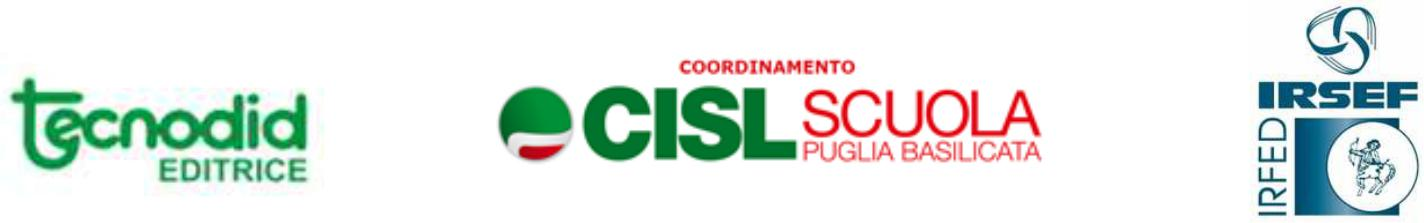 tecnodid
EDITRICE
COORDINAMENTO
CISL SCUOLA
PUGLIA BASILICATA
IRSEF
IRFED